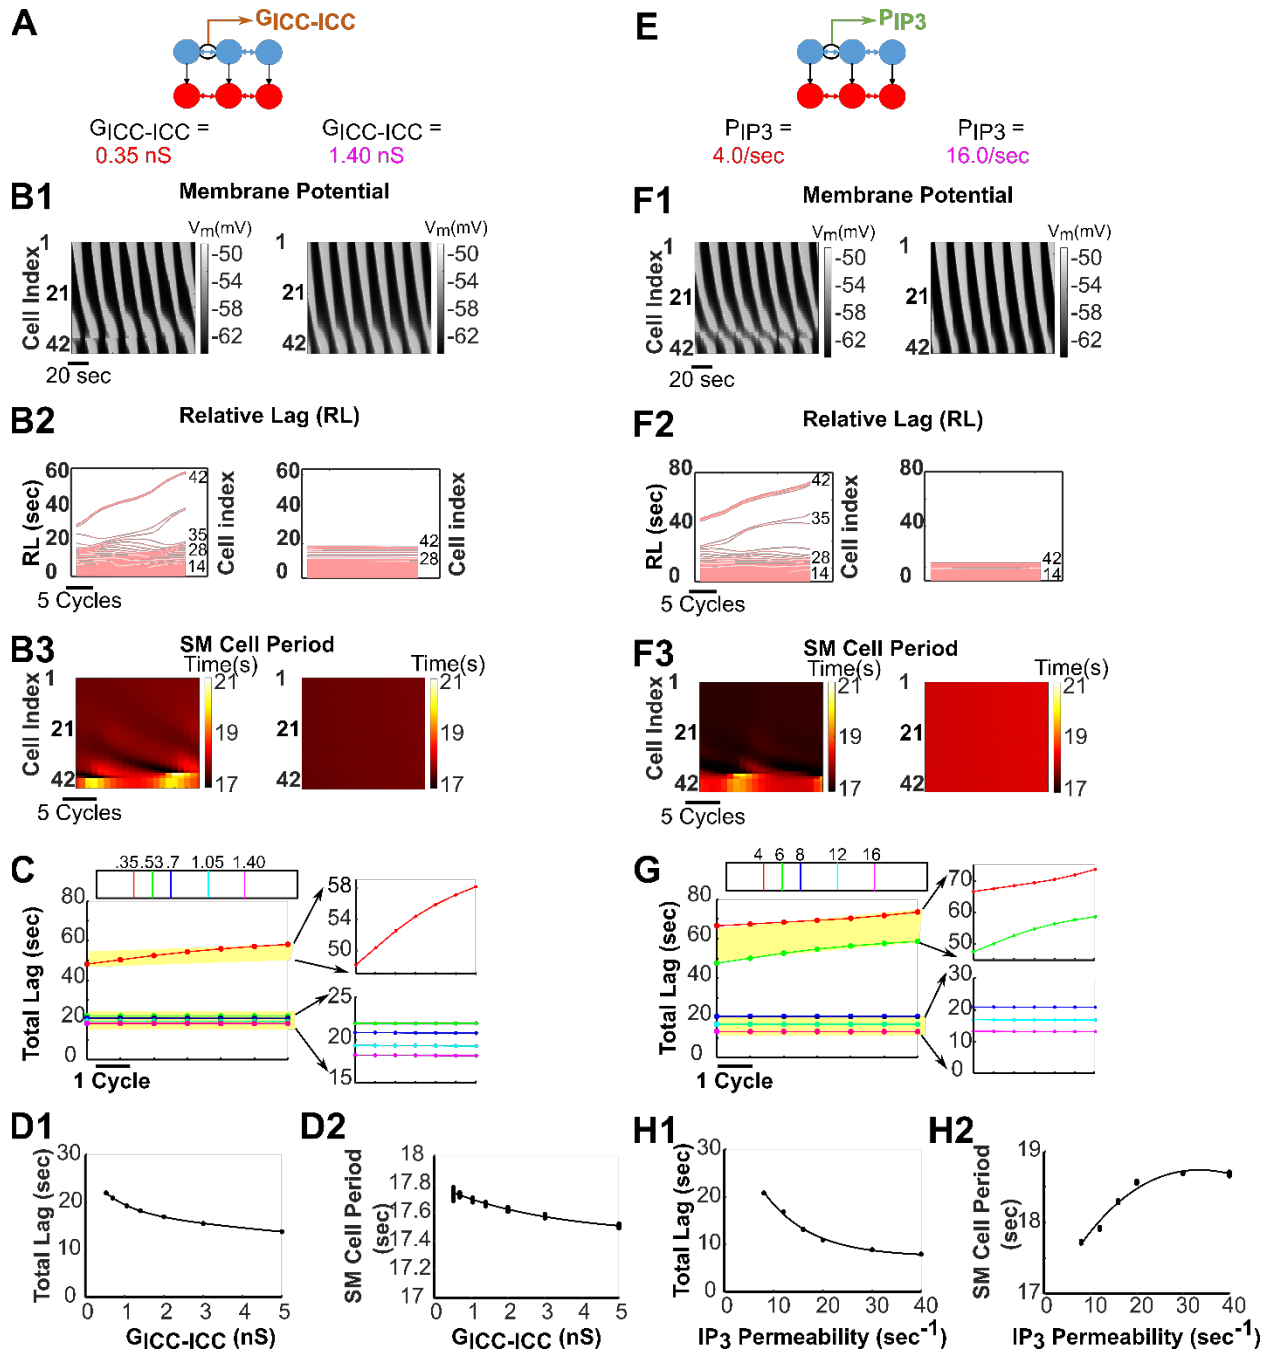 A
GICC-ICC
GICC-ICC =
0.35 nS
GICC-ICC =
1.40 nS
B1
Membrane Potential
Vm(mV)
Vm(mV)
Cell Index
1
21
42
-50
-54
-58
-62
-50
-54
-58
-62
20 sec
B2
Relative Lag (RL)
RL (sec)
60
40
20
0
42
35
28
14
Cell index
60
40
20
0
42
28
Cell index
5 Cycles
B3
SM Cell Period
Time(s)
Time(s)
Cell Index
1
21
42
21
19
17
1
21
42
21
19
17
5 Cycles
C
.35 .53 .7 1.05 1.40
Total Lag (sec)
80
60
40
20
0
1 Cycle
58
54
50
25
20
15
D1
Total Lag (sec)
30
20
10
0
0 1 2 3 4 5
GICC-ICC (nS)
D2
SM Cell Period
(sec)
18
17.8
17.6
17.4
17.2
17
0 1 2 3 4 5
GICC-ICC (nS)
E
PIP3
PIP3 =
4.0/sec
PIP3 =
16.0/sec
F1
Membrane Potential
Vm(mV)
Vm(mV)
Cell Index
1
21
42
-50
-54
-58
-62
-50
-54
-58
-62
20 sec
F2
Relative Lag (RL)
RL (sec)
80
40
0
42
35
28
14
Cell index
80
40
0
42
14
5 Cycles
F3
SM Cell Period
Time(s)
Time(s)
Cell Index
1
21
42
21
19
17
1
21
42
21
19
17
5 Cycles
G
4 6 8 12 16
Total Lag (sec)
80
60
40
20
0
1 Cycle
70
60
50
30
20
10
0
H1
Total Lag (sec)
30
20
10
0
0 10 20 30 40
IP3 Permeability (sec-1)
H2
SM Cell Period
(sec)
19
18
17
0 10 20 30 40
IP3 Permeability (sec-1)